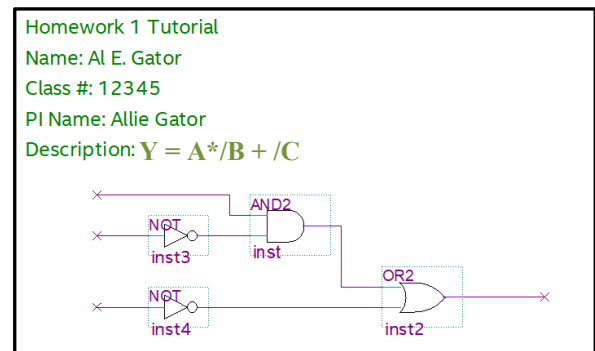 Homework 1 Tutorial
Name: Al E. Gator
Class #: 12345
PI Name: Allie Gator
Description: Y = A*/B + /C
AND2
NOT
inst3
inst
OR2
NOT
inst4
inst2